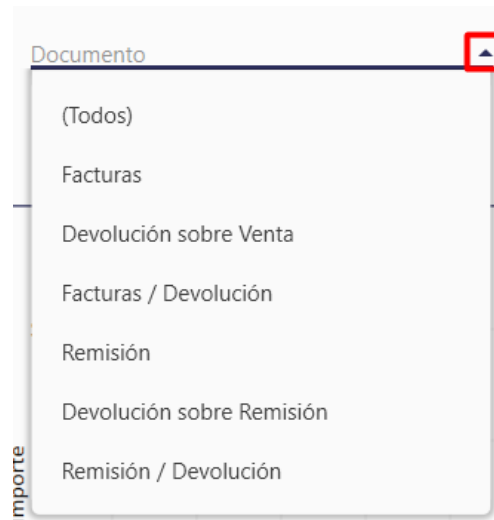 Documento
(Todos)
Facturas
Devolución sobre Venta
Facturas / Devolución
Remisión
Devolución sobre Remisión
Remisión / Devolución
mporte